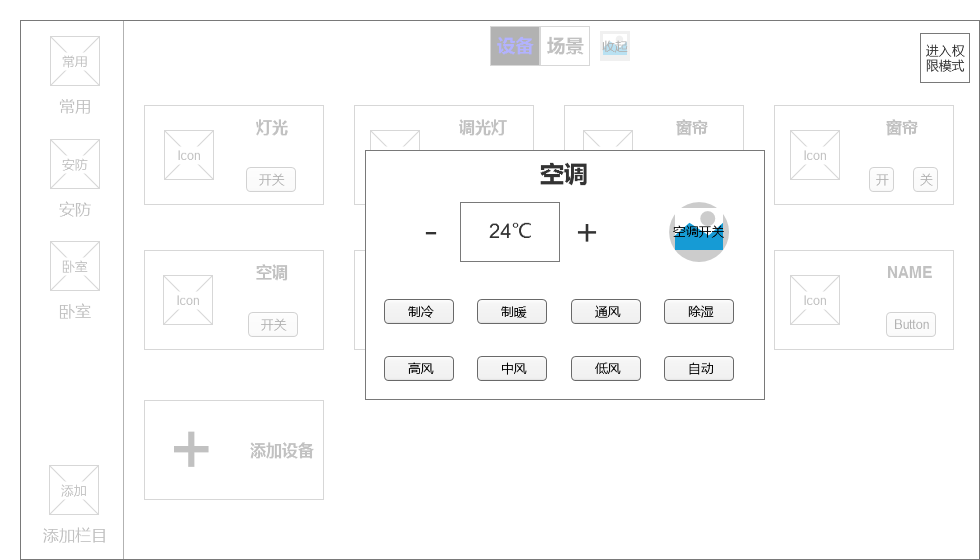 设备 场景 收起
进入权
限模式
常用
常用
安防
安防
卧室
卧室
添加
添加栏目
灯光
Icon
开关
调光灯
窗帘
窗帘
Icon
开 关
空调
Icon
开关
NAME
Icon
Button
+ 添加设备
空调
- 24℃ + 空调开关
制冷 制暖 通风 除湿
高风 中风 低风 自动